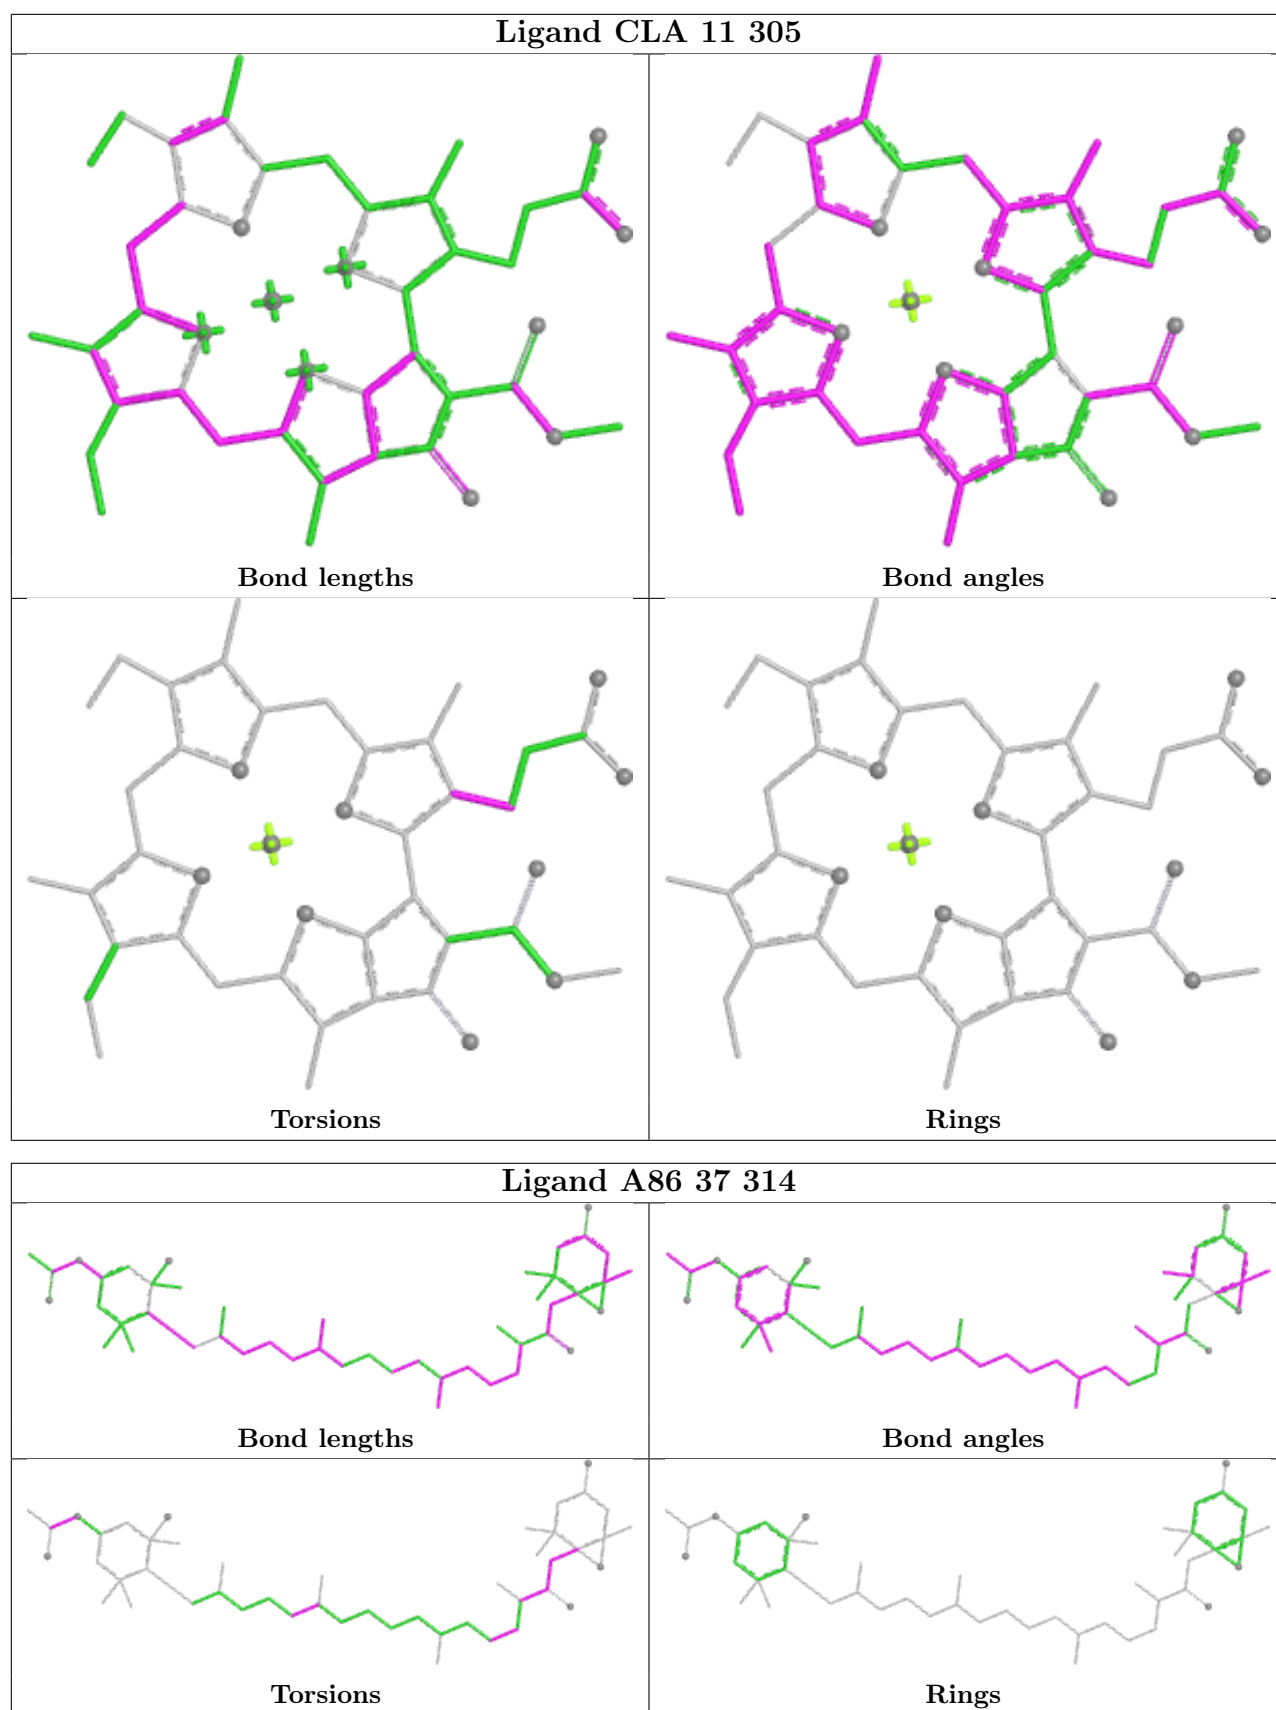 Ligand CLA 11 305
Bond lengths
Bond angles
Torsions
Rings
Ligand A86 37 314
Bond lengths
Bond angles
Torsions
Rings